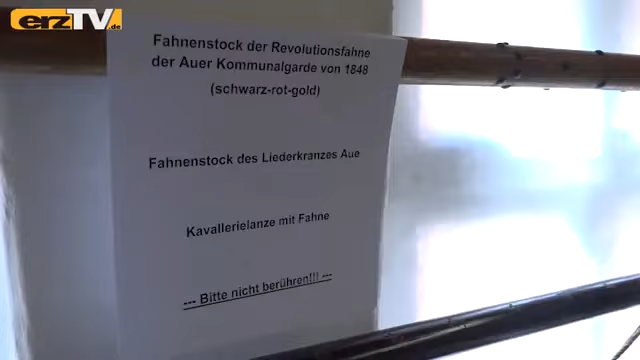 erzTV.de
Fahnenstock der Revolutionsfahne
der Auer Kommunalgarde von 1848
(schwarz-rot-gold)
Fahnenstock des Liederkranzes Aue
Kavallerielanze mit Fahne
--- Bitte nicht berühren!!! ---